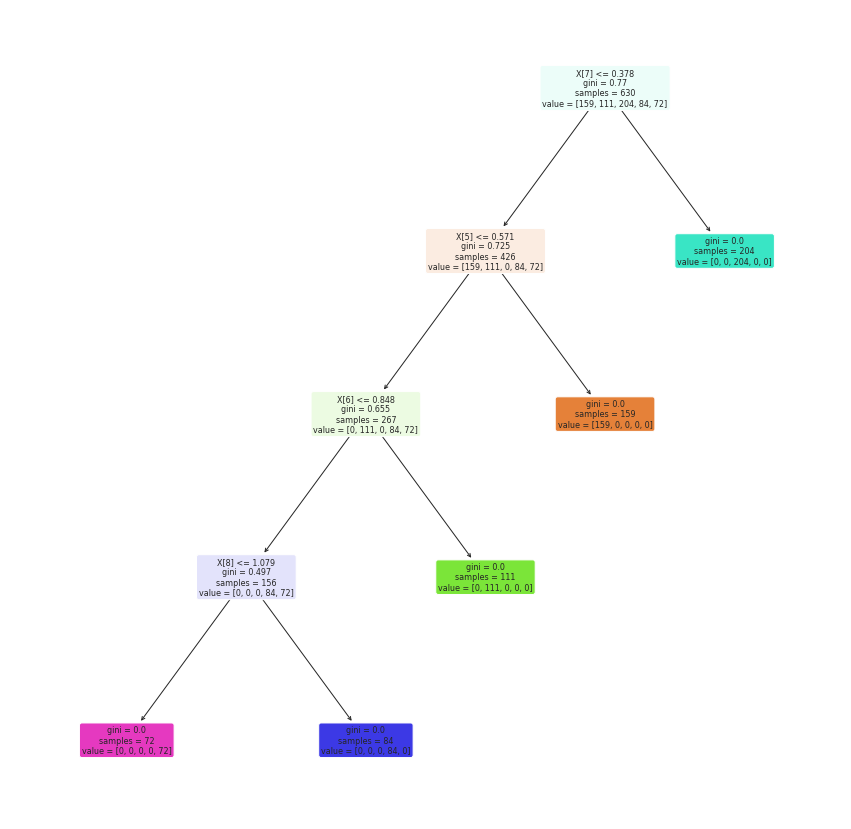 X[7] <= 0.378
gini = 0.77
samples = 630
value = [159, 111, 204, 84, 72]
X[5] <= 0.571
gini = 0.725
samples = 426
value = [159, 111, 0, 84, 72]
gini = 0.0
samples = 204
value = [0, 0, 204, 0, 0]
X[6] <= 0.848
gini = 0.655
samples = 267
value = [0, 111, 0, 84, 72]
gini = 0.0
samples = 159
value = [159, 0, 0, 0, 0]
X[8] <= 1.079
gini = 0.497
samples = 156
value = [0, 0, 0, 84, 72]
gini = 0.0
samples = 111
value = [0, 111, 0, 0, 0]
gini = 0.0
samples = 72
value = [0, 0, 0, 0, 72]
gini = 0.0
samples = 84
value = [0, 0, 0, 84, 0]